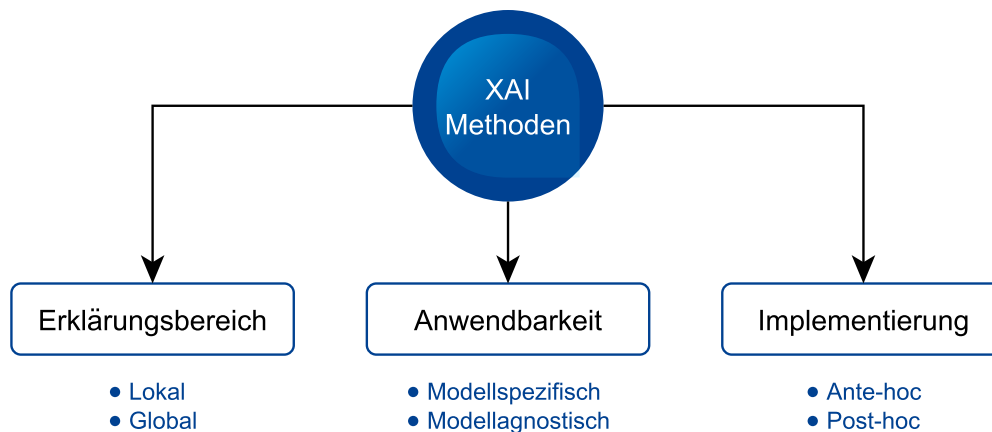 XAI
Methoden
Erklärungsbereich
Anwendbarkeit
Implementierung
● Lokal
● Global
● Modellspezifisch
● Modellagnostisch
● Ante-hoc
● Post-hoc